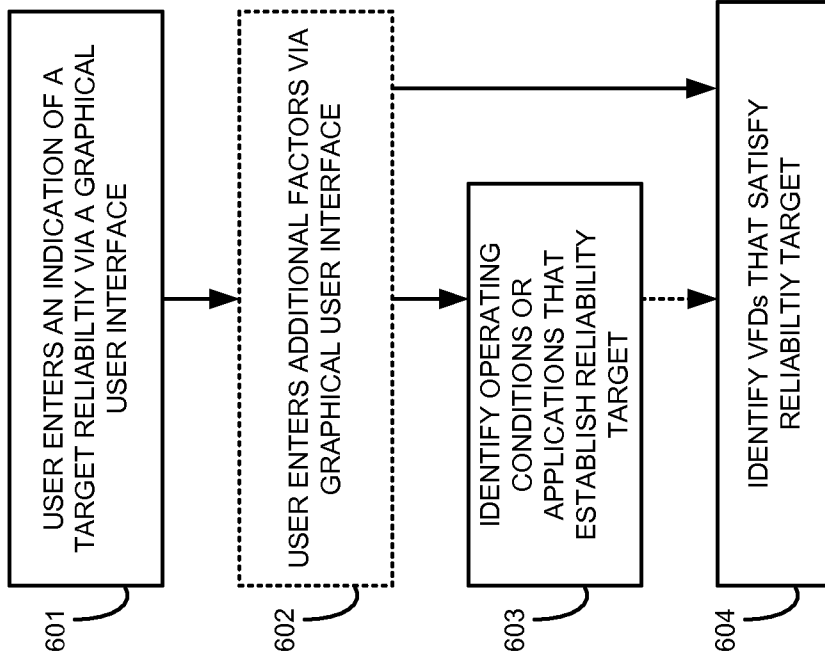 601
USER ENTERS AN INDICATION OF A
TARGET RELIABILTIY VIA A GRAPHICAL
USER INTERFACE
602
USER ENTERS ADDITIONAL FACTORS VIA
GRAPHICAL USER INTERFACE
603
IDENTIFY OPERATING
CONDITIONS OR
APPLICATIONS THAT
ESTABLISH RELIABILITY
TARGET
604
IDENTIFY VFDs THAT SATISFY
RELIABILTIY TARGET